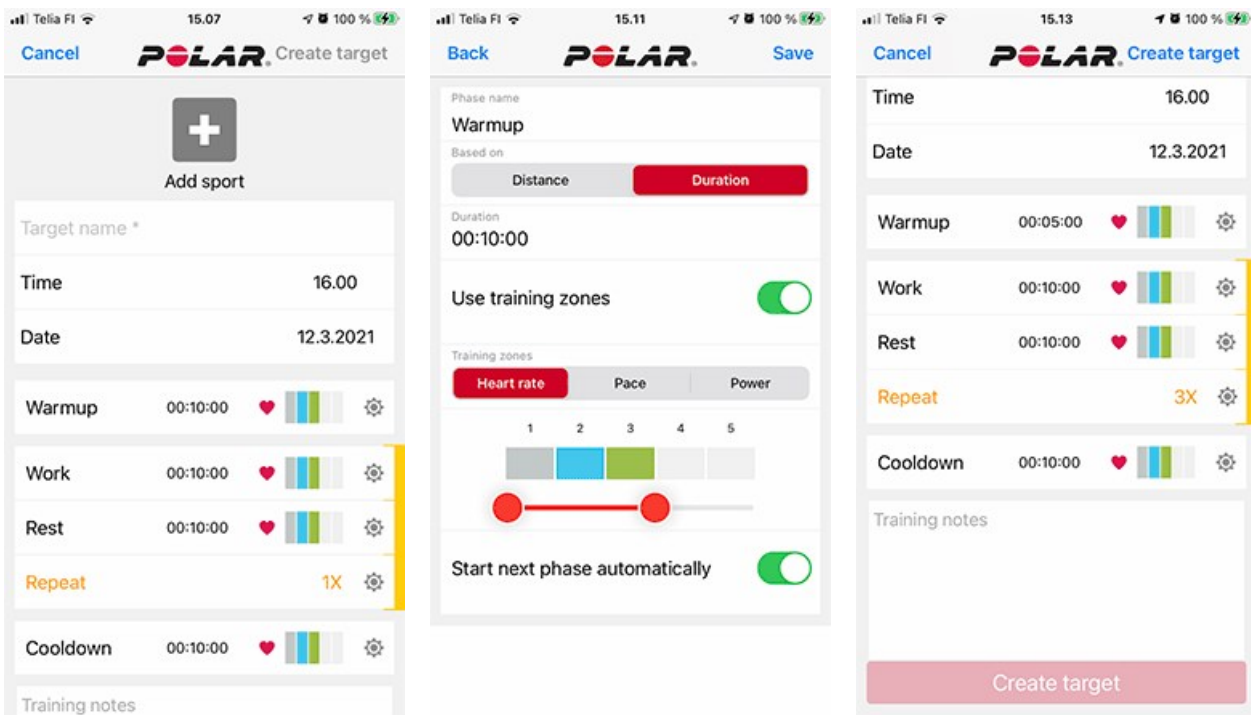 Telia FI 15.07 100 %
Cancel POLAR. Create target
Add sport
Target name *
Time 16.00
Date 12.3.2021
Warmup 00:10:00
Work 00:10:00
Rest 00:10:00
Repeat 1X
Cooldown 00:10:00
Training notes
Telia FI 15.11 100 %
Back POLAR. Save
Phase name
Warmup
Based on
Distance Duration
Duration
00:10:00
Use training zones
Training zones
Heart rate Pace Power
1 2 3 4 5
Start next phase automatically
Telia FI 15.13 100 %
Cancel POLAR. Create target
Time 16.00
Date 12.3.2021
Warmup 00:05:00
Work 00:10:00
Rest 00:10:00
Repeat 3X
Cooldown 00:10:00
Training notes
Create target